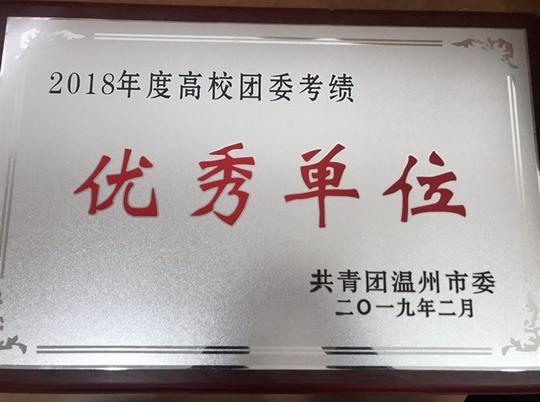 2018年度高校团委考绩
优秀单位
共青团温州市委
二〇一九年二月